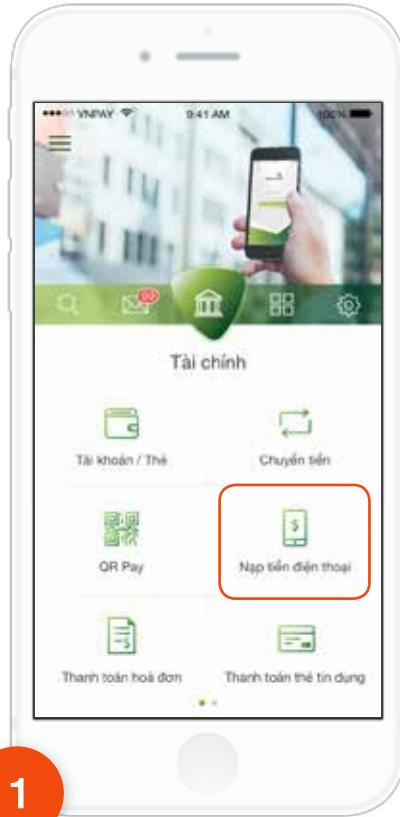 VNPAY 9:41 AM 100%
99
Tài chính
Tài khoản / Thẻ Chuyển tiền
QR Pay Nạp tiền điện thoại
Thanh toán hoá đơn Thanh toán thẻ tín dụng
1